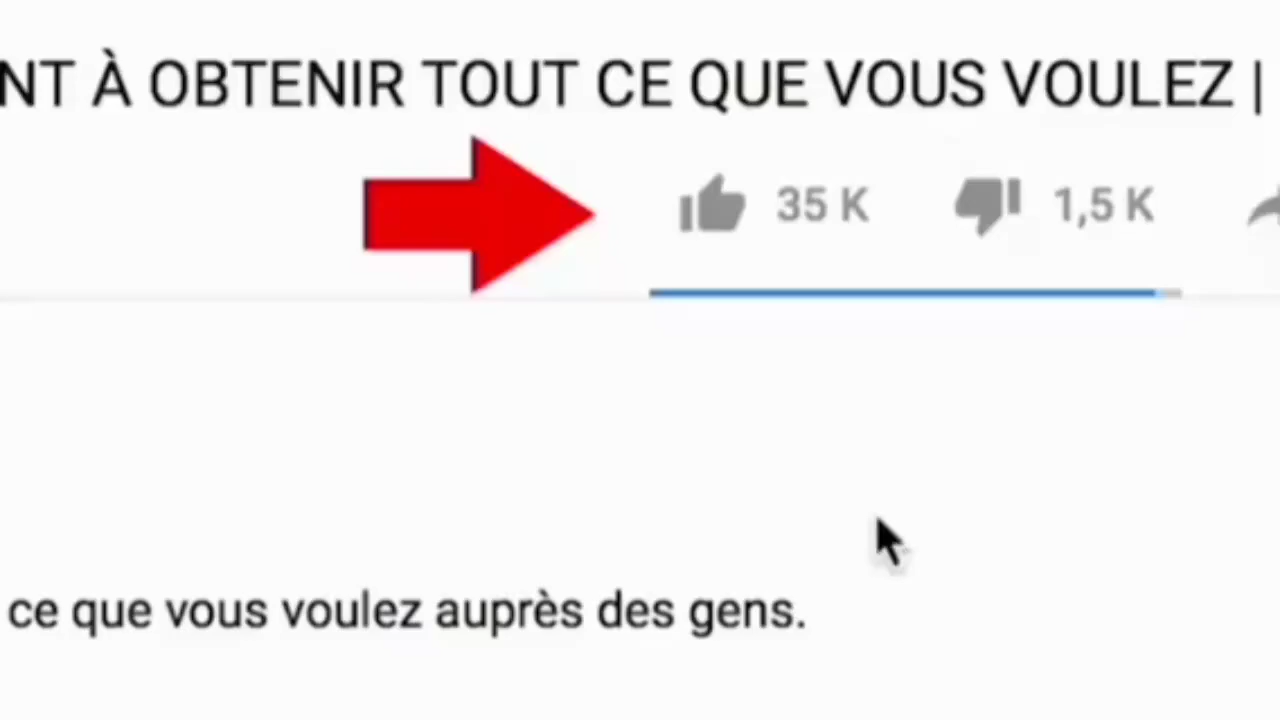 NT À OBTENIR TOUT CE QUE VOUS VOULEZ |
35 K 1,5 K
ce que vous voulez auprès des gens.